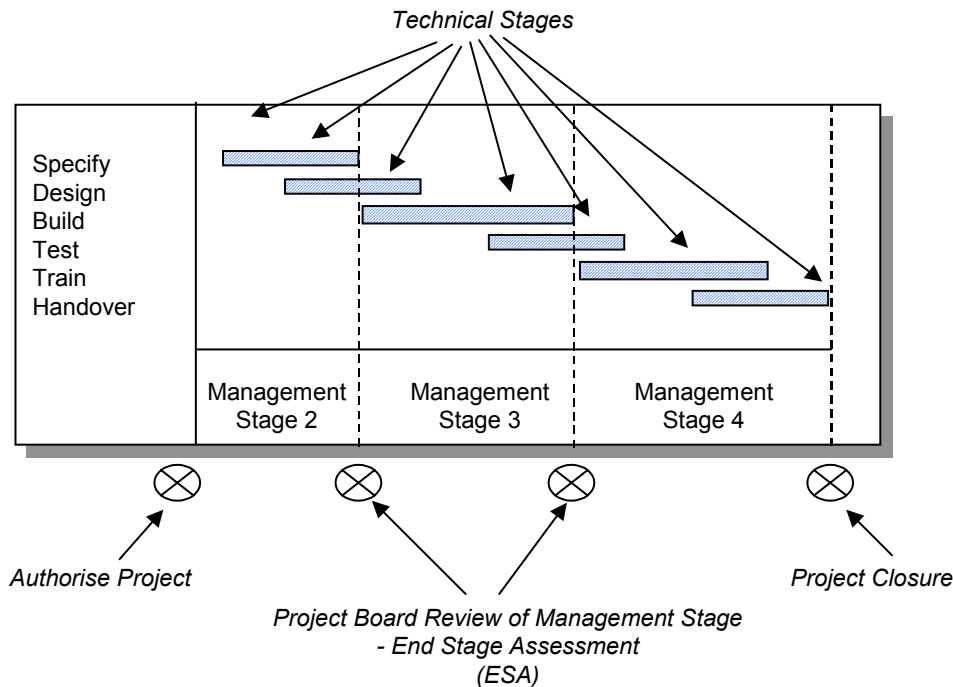 Technical Stages
Specify
Design
Build
Test
Train
Handover
Management
Stage 2
Management
Stage 3
Management
Stage 4
Authorise Project
Project Closure
Project Board Review of Management Stage
- End Stage Assessment
(ESA)